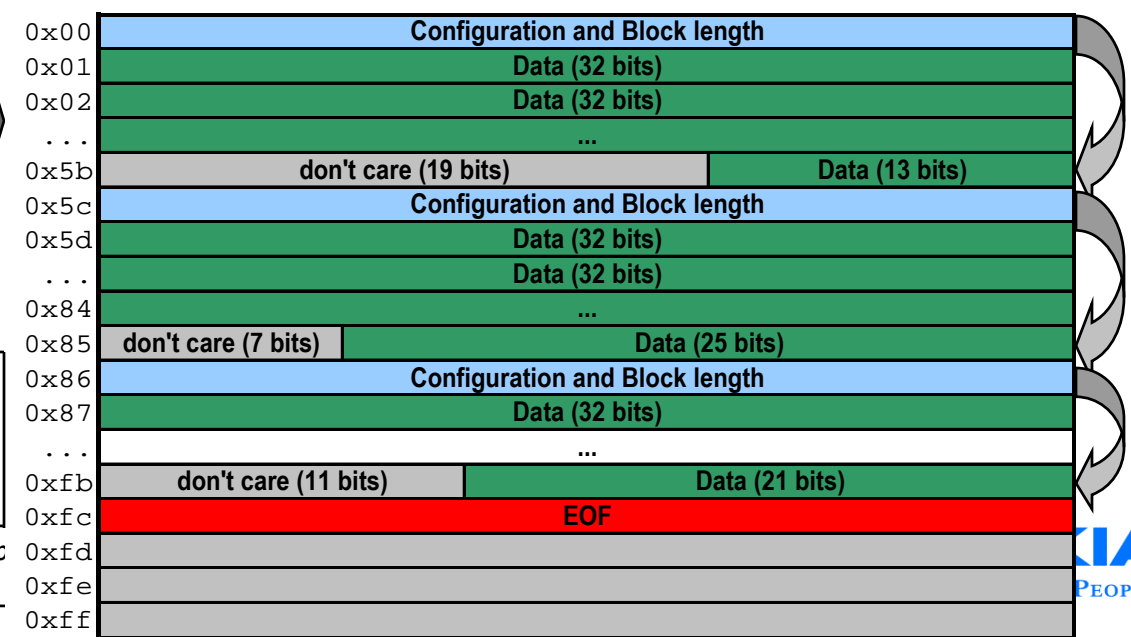 0x00 Configuration and Block length
0x01 Data (32 bits)
0x02 Data (32 bits)
... ...
0x5b don't care (19 bits) Data (13 bits)
0x5c Configuration and Block length
0x5d Data (32 bits)
... Data (32 bits)
0x84 ...
0x85 don't care (7 bits) Data (25 bits)
0x86 Configuration and Block length
0x87 Data (32 bits)
... ...
0xfb don't care (11 bits) Data (21 bits)
0xfc EOF
0xfd
0xfe PEOP
0xff